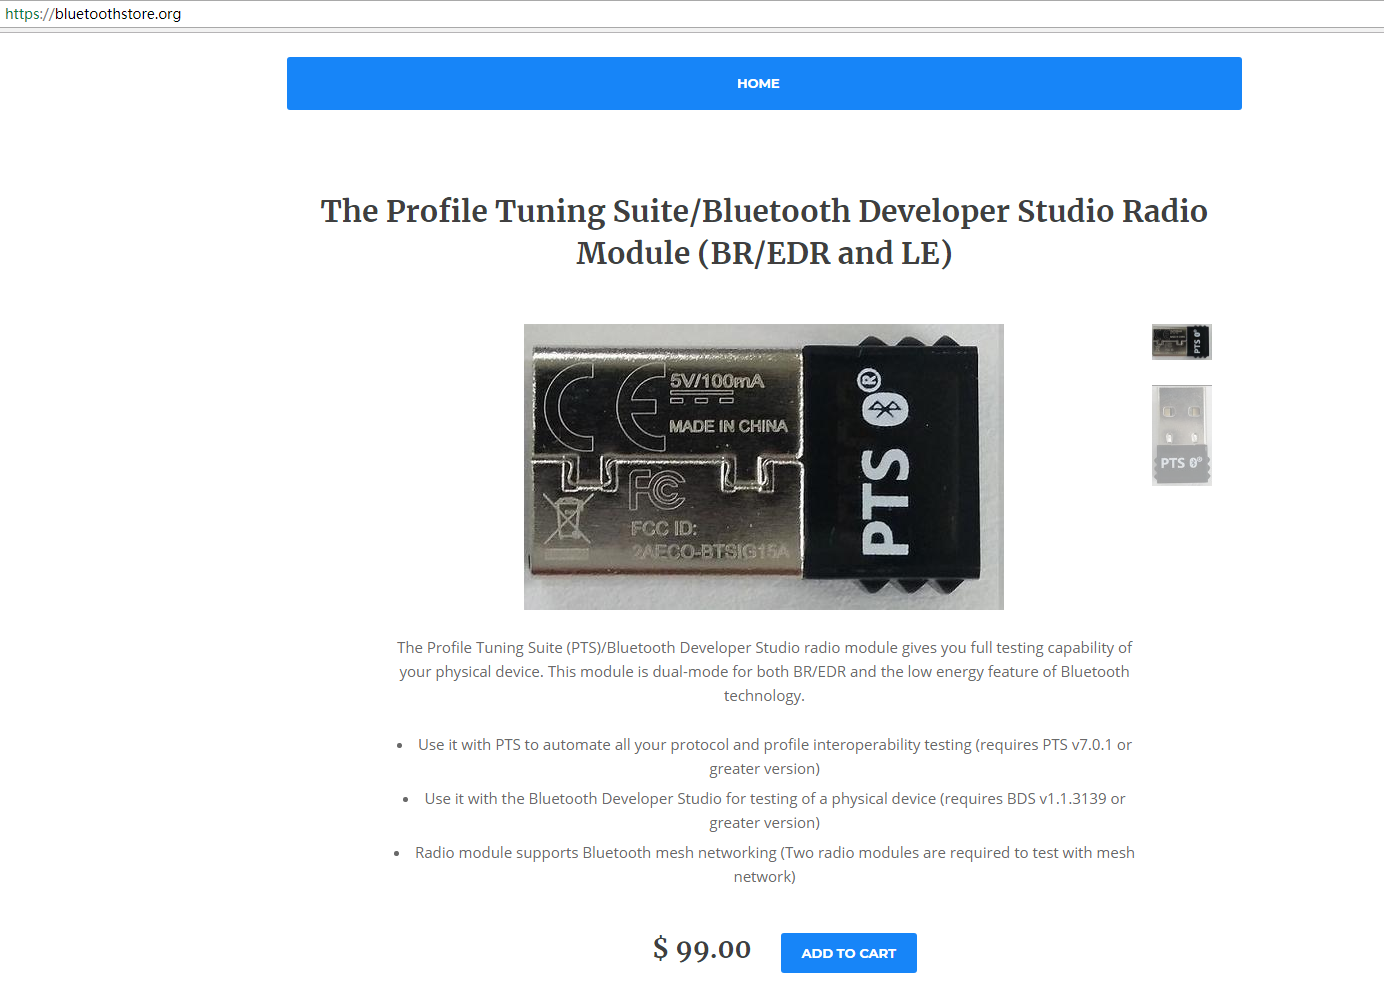 https://bluetoothstore.org
HOME
The Profile Tuning Suite/Bluetooth Developer Studio Radio
Module (BR/EDR and LE)
5V/100mA
MADE IN CHINA
FCC ID:
2AECO-BTSIG15A
PTS ®
PTS ®
PTS ®
The Profile Tuning Suite (PTS)/Bluetooth Developer Studio radio module gives you full testing capability of
your physical device. This module is dual-mode for both BR/EDR and the low energy feature of Bluetooth
technology.
• Use it with PTS to automate all your protocol and profile interoperability testing (requires PTS v7.0.1 or
greater version)
• Use it with the Bluetooth Developer Studio for testing of a physical device (requires BDS v1.1.3139 or
greater version)
• Radio module supports Bluetooth mesh networking (Two radio modules are required to test with mesh
network)
$ 99.00
ADD TO CART